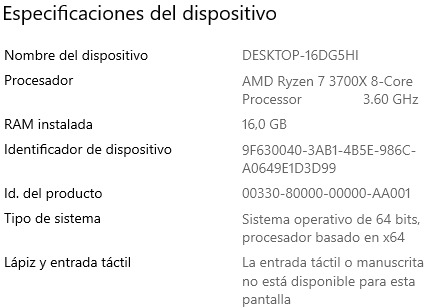 Especificaciones del dispositivo
Nombre del dispositivo DESKTOP-16DG5HI
Procesador AMD Ryzen 7 3700X 8-Core
Processor 3.60 GHz
RAM instalada 16,0 GB
Identificador de dispositivo 9F630040-3AB1-4B5E-986C-
A0649E1D3D99
Id. del producto 00330-80000-00000-AA001
Tipo de sistema Sistema operativo de 64 bits,
procesador basado en x64
Lápiz y entrada táctil La entrada táctil o manuscrita
no está disponible para esta
pantalla